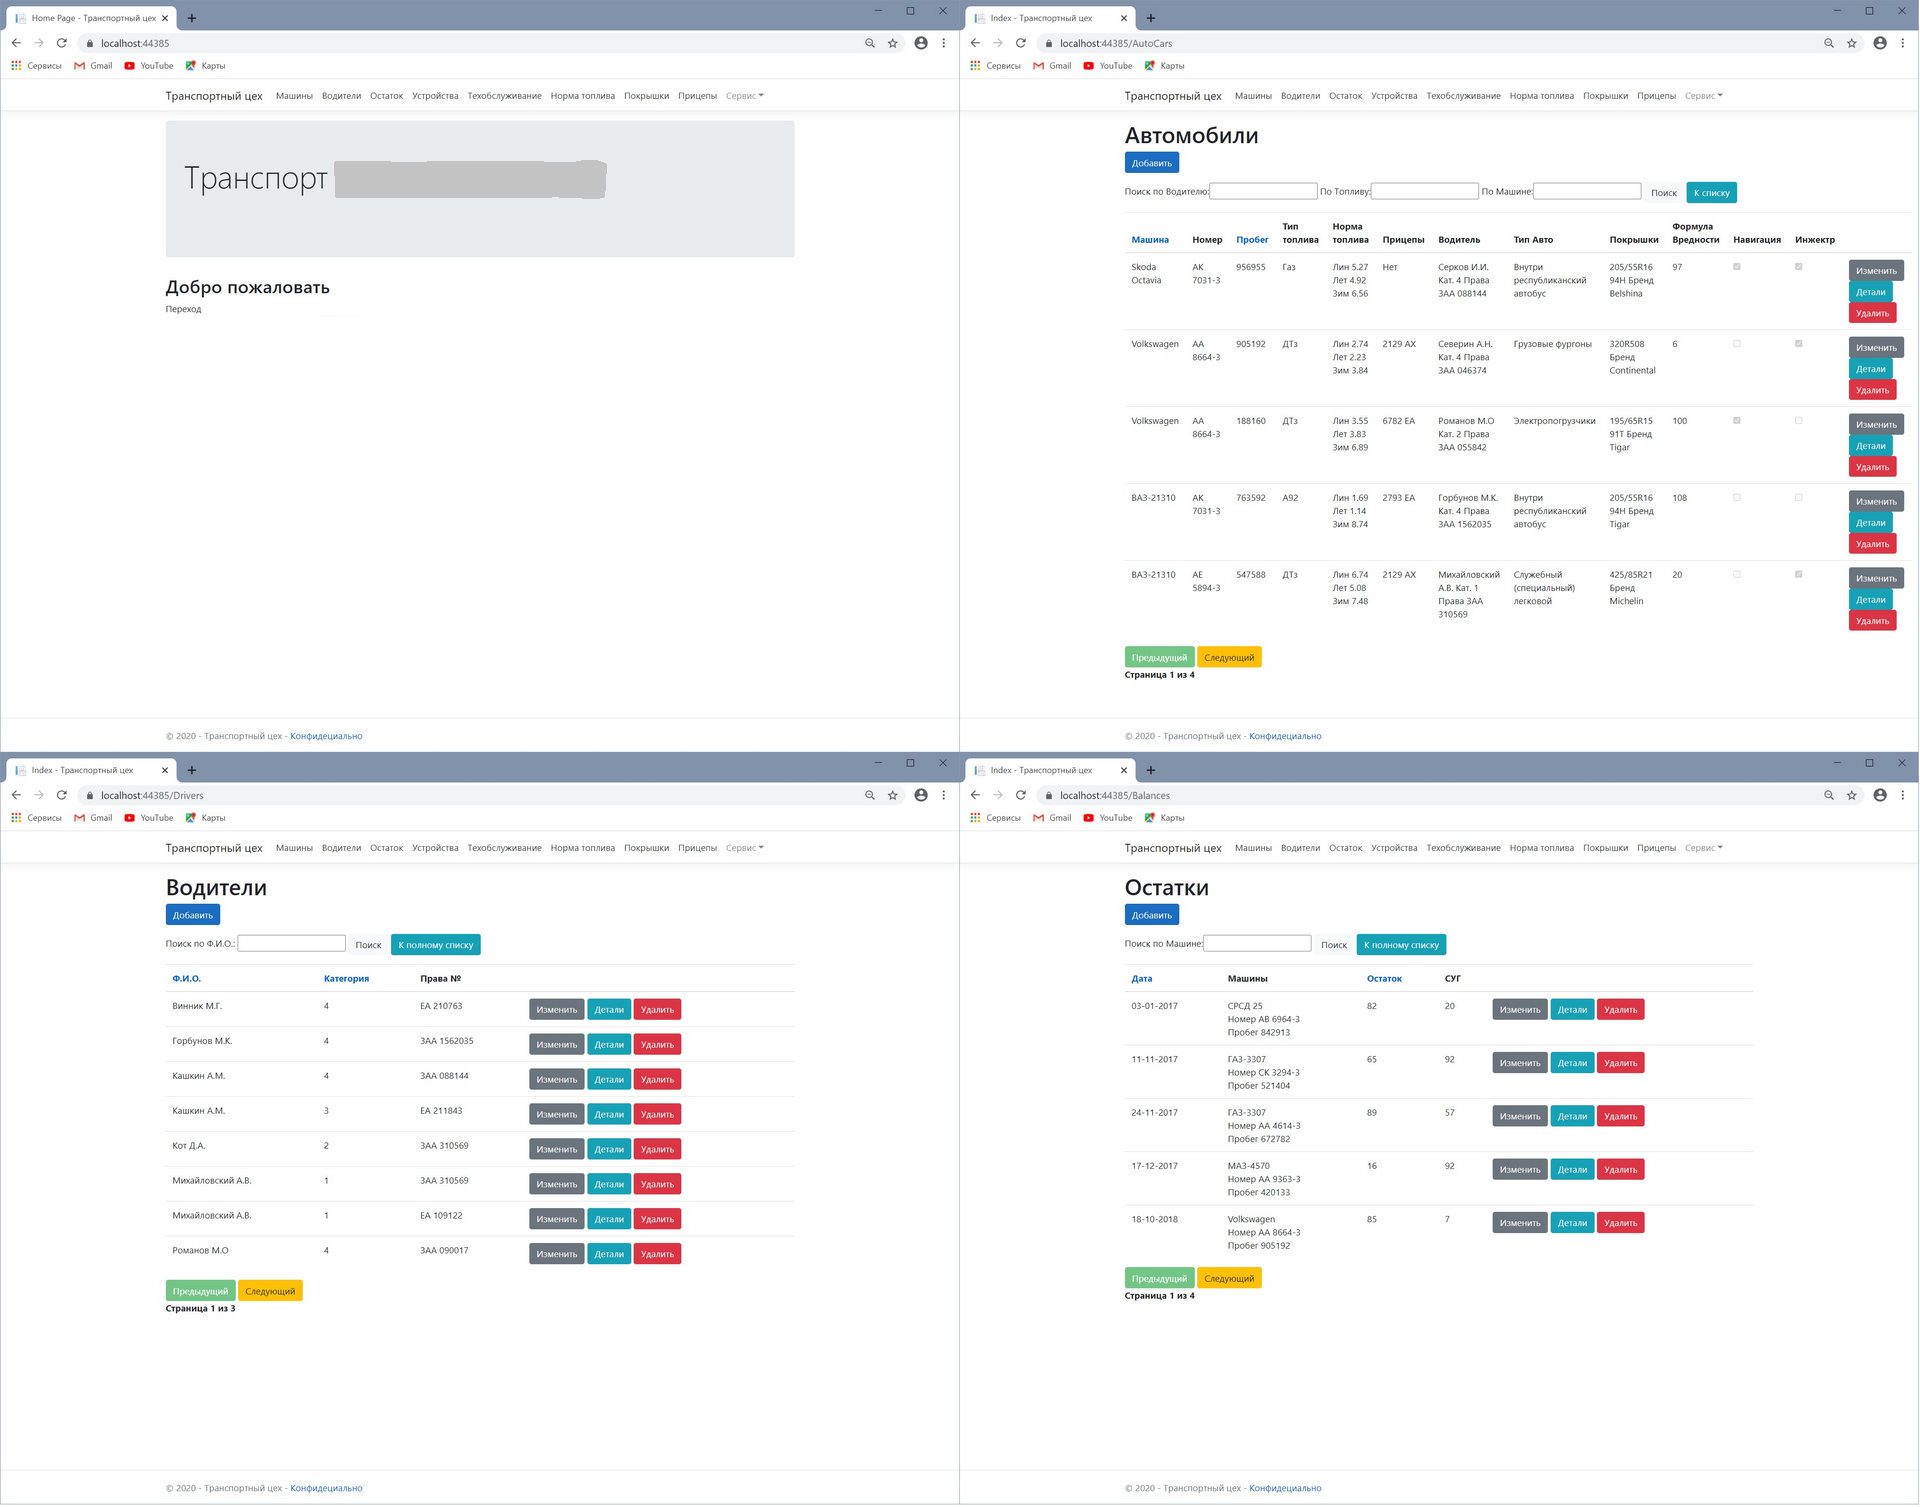 Home Page - Транспортный цех
localhost:44385
Сервисы Gmail YouTube Карты
Транспортный цех Машины Водители Остаток Устройства Техобслуживание Норма топлива Покрышки Прицепы Сервис
Транспорт
Добро пожаловать
Переход
© 2020 - Транспортный цех - Конфидециально
Index - Транспортный цех
localhost:44385/AutoCars
Сервисы Gmail YouTube Карты
Транспортный цех Машины Водители Остаток Устройства Техобслуживание Норма топлива Покрышки Прицепы Сервис
Автомобили
Добавить
Поиск по Водителю: По Топливу: По Машине: Поиск К списку
Машина Номер Пробег Тип топлива Норма топлива Прицепы Водитель Тип Авто Покрышки Формула Вредности Навигация Инжектр
Skoda Octavia АК 7031-3 956955 Газ Лин 5.27 Лет 4.92 Зим 6.56 Нет Серков И.И. Кат. 4 Права ЗАА 088144 Внутри республиканский автобус 205/55R16 94H Бренд Belshina 97 Изменить Детали Удалить
Volkswagen АА 8664-3 905192 ДТз Лин 2.74 Лет 2.23 Зим 3.84 2129 АХ Северин А.Н. Кат. 4 Права ЗАА 046374 Грузовые фургоны 320R508 Бренд Continental 6 Изменить Детали Удалить
Volkswagen АА 8664-3 188160 ДТз Лин 3.55 Лет 3.83 Зим 6.89 6782 ЕА Романов М.О Кат. 2 Права ЗАА 055842 Электропогрузчики 195/65R15 91T Бренд Tigar 100 Изменить Детали Удалить
ВАЗ-21310 АК 7031-3 763592 А92 Лин 1.69 Лет 1.14 Зим 8.74 2793 ЕА Горбунов М.К. Кат. 4 Права ЗАА 1562035 Внутри республиканский автобус 205/55R16 94H Бренд Tigar 108 Изменить Детали Удалить
ВАЗ-21310 АЕ 5894-3 547588 ДТз Лин 6.74 Лет 5.08 Зим 7.48 2129 АХ Михайловский А.В. Кат. 1 Права ЗАА 310569 Служебный (специальный) легковой 425/85R21 Бренд Michelin 20 Изменить Детали Удалить
Предыдущий Следующий
Страница 1 из 4
© 2020 - Транспортный цех - Конфидециально
Index - Транспортный цех
localhost:44385/Drivers
Сервисы Gmail YouTube Карты
Транспортный цех Машины Водители Остаток Устройства Техобслуживание Норма топлива Покрышки Прицепы Сервис
Водители
Добавить
Поиск по Ф.И.О.: Поиск К полному списку
Ф.И.О. Категория Права №
Винник М.Г. 4 ЕА 210763 Изменить Детали Удалить
Горбунов М.К. 4 ЗАА 1562035 Изменить Детали Удалить
Кашкин А.М. 4 ЗАА 088144 Изменить Детали Удалить
Кашкин А.М. 3 ЕА 211843 Изменить Детали Удалить
Кот Д.А. 2 ЗАА 310569 Изменить Детали Удалить
Михайловский А.В. 1 ЗАА 310569 Изменить Детали Удалить
Михайловский А.В. 1 ЕА 109122 Изменить Детали Удалить
Романов М.О 4 ЗАА 090017 Изменить Детали Удалить
Предыдущий Следующий
Страница 1 из 3
© 2020 - Транспортный цех - Конфидециально
Index - Транспортный цех
localhost:44385/Balances
Сервисы Gmail YouTube Карты
Транспортный цех Машины Водители Остаток Устройства Техобслуживание Норма топлива Покрышки Прицепы Сервис
Остатки
Добавить
Поиск по Машине: Поиск К полному списку
Дата Машины Остаток СУГ
03-01-2017 СРСД 25 82 20 Изменить Детали Удалить
Номер АВ 6964-3
Пробег 842913
11-11-2017 ГАЗ-3307 65 92 Изменить Детали Удалить
Номер СК 3294-3
Пробег 521404
24-11-2017 ГАЗ-3307 89 57 Изменить Детали Удалить
Номер АА 4614-3
Пробег 672782
17-12-2017 МАЗ-4570 16 92 Изменить Детали Удалить
Номер АА 9363-3
Пробег 420133
18-10-2018 Volkswagen 85 7 Изменить Детали Удалить
Номер АА 8664-3
Пробег 905192
Предыдущий Следующий
Страница 1 из 4
© 2020 - Транспортный цех - Конфидециально